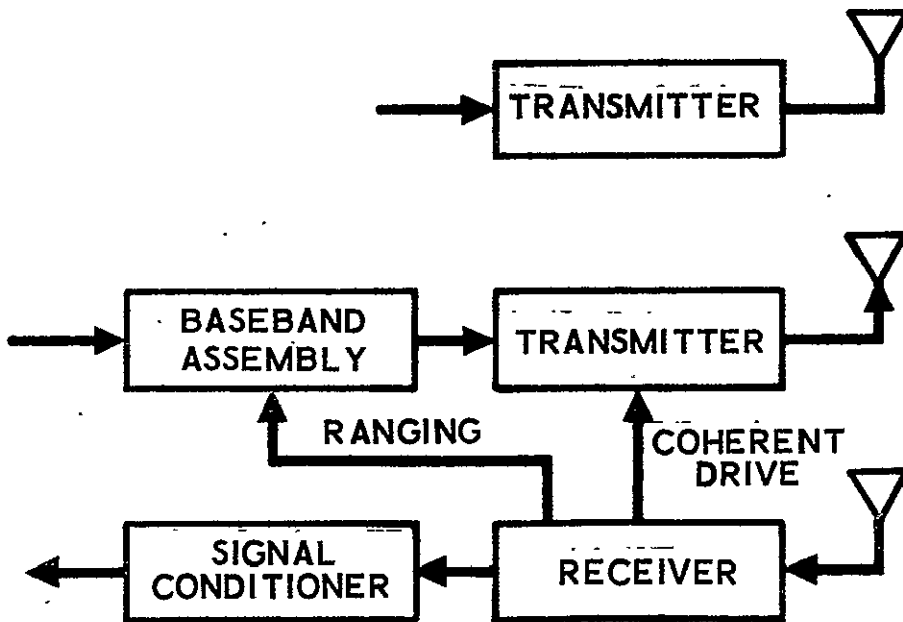 TRANSMITTER
BASEBAND
ASSEMBLY
TRANSMITTER
RANGING
COHERENT
DRIVE
SIGNAL
CONDITIONER
RECEIVER